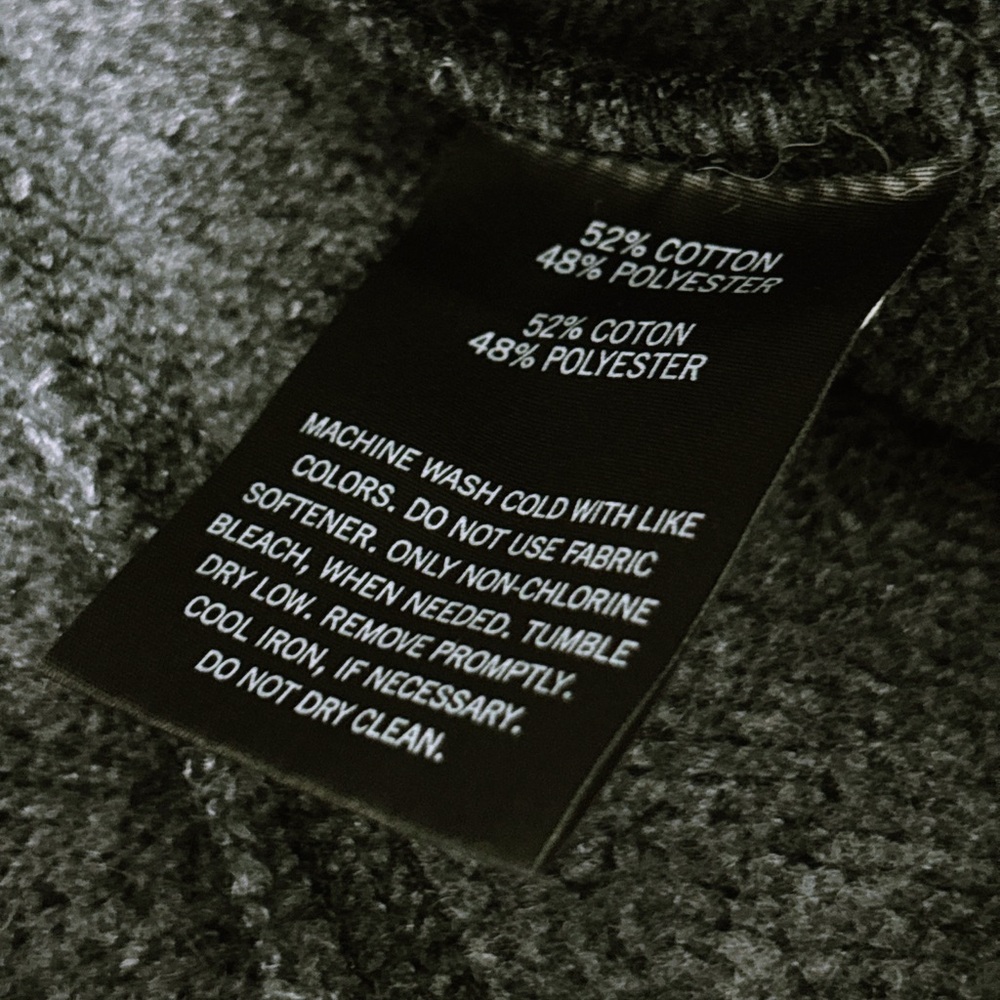 52% COTTON
48% POLYESTER
52% COTON
48% POLYESTER
MACHINE WASH COLD WITH LIKE
COLORS. DO NOT USE FABRIC
SOFTENER. ONLY NON-CHLORINE
BLEACH, WHEN NEEDED. TUMBLE
DRY LOW. REMOVE PROMPTLY.
COOL IRON, IF NECESSARY.
DO NOT DRY CLEAN.